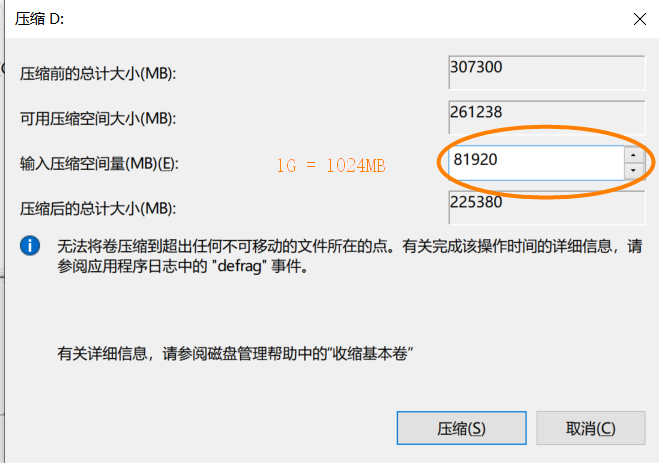 压缩 D:
压缩前的总计大小(MB): 307300
可用压缩空间大小(MB): 261238
输入压缩空间量(MB)(E): 1G = 1024MB 81920
压缩后的总计大小(MB): 225380
无法将卷压缩到超出任何不可移动的文件所在的点。有关完成该操作时间的详细信息，请
参阅应用程序日志中的 "defrag" 事件。
有关详细信息，请参阅磁盘管理帮助中的“收缩基本卷”
压缩(S) 取消(C)